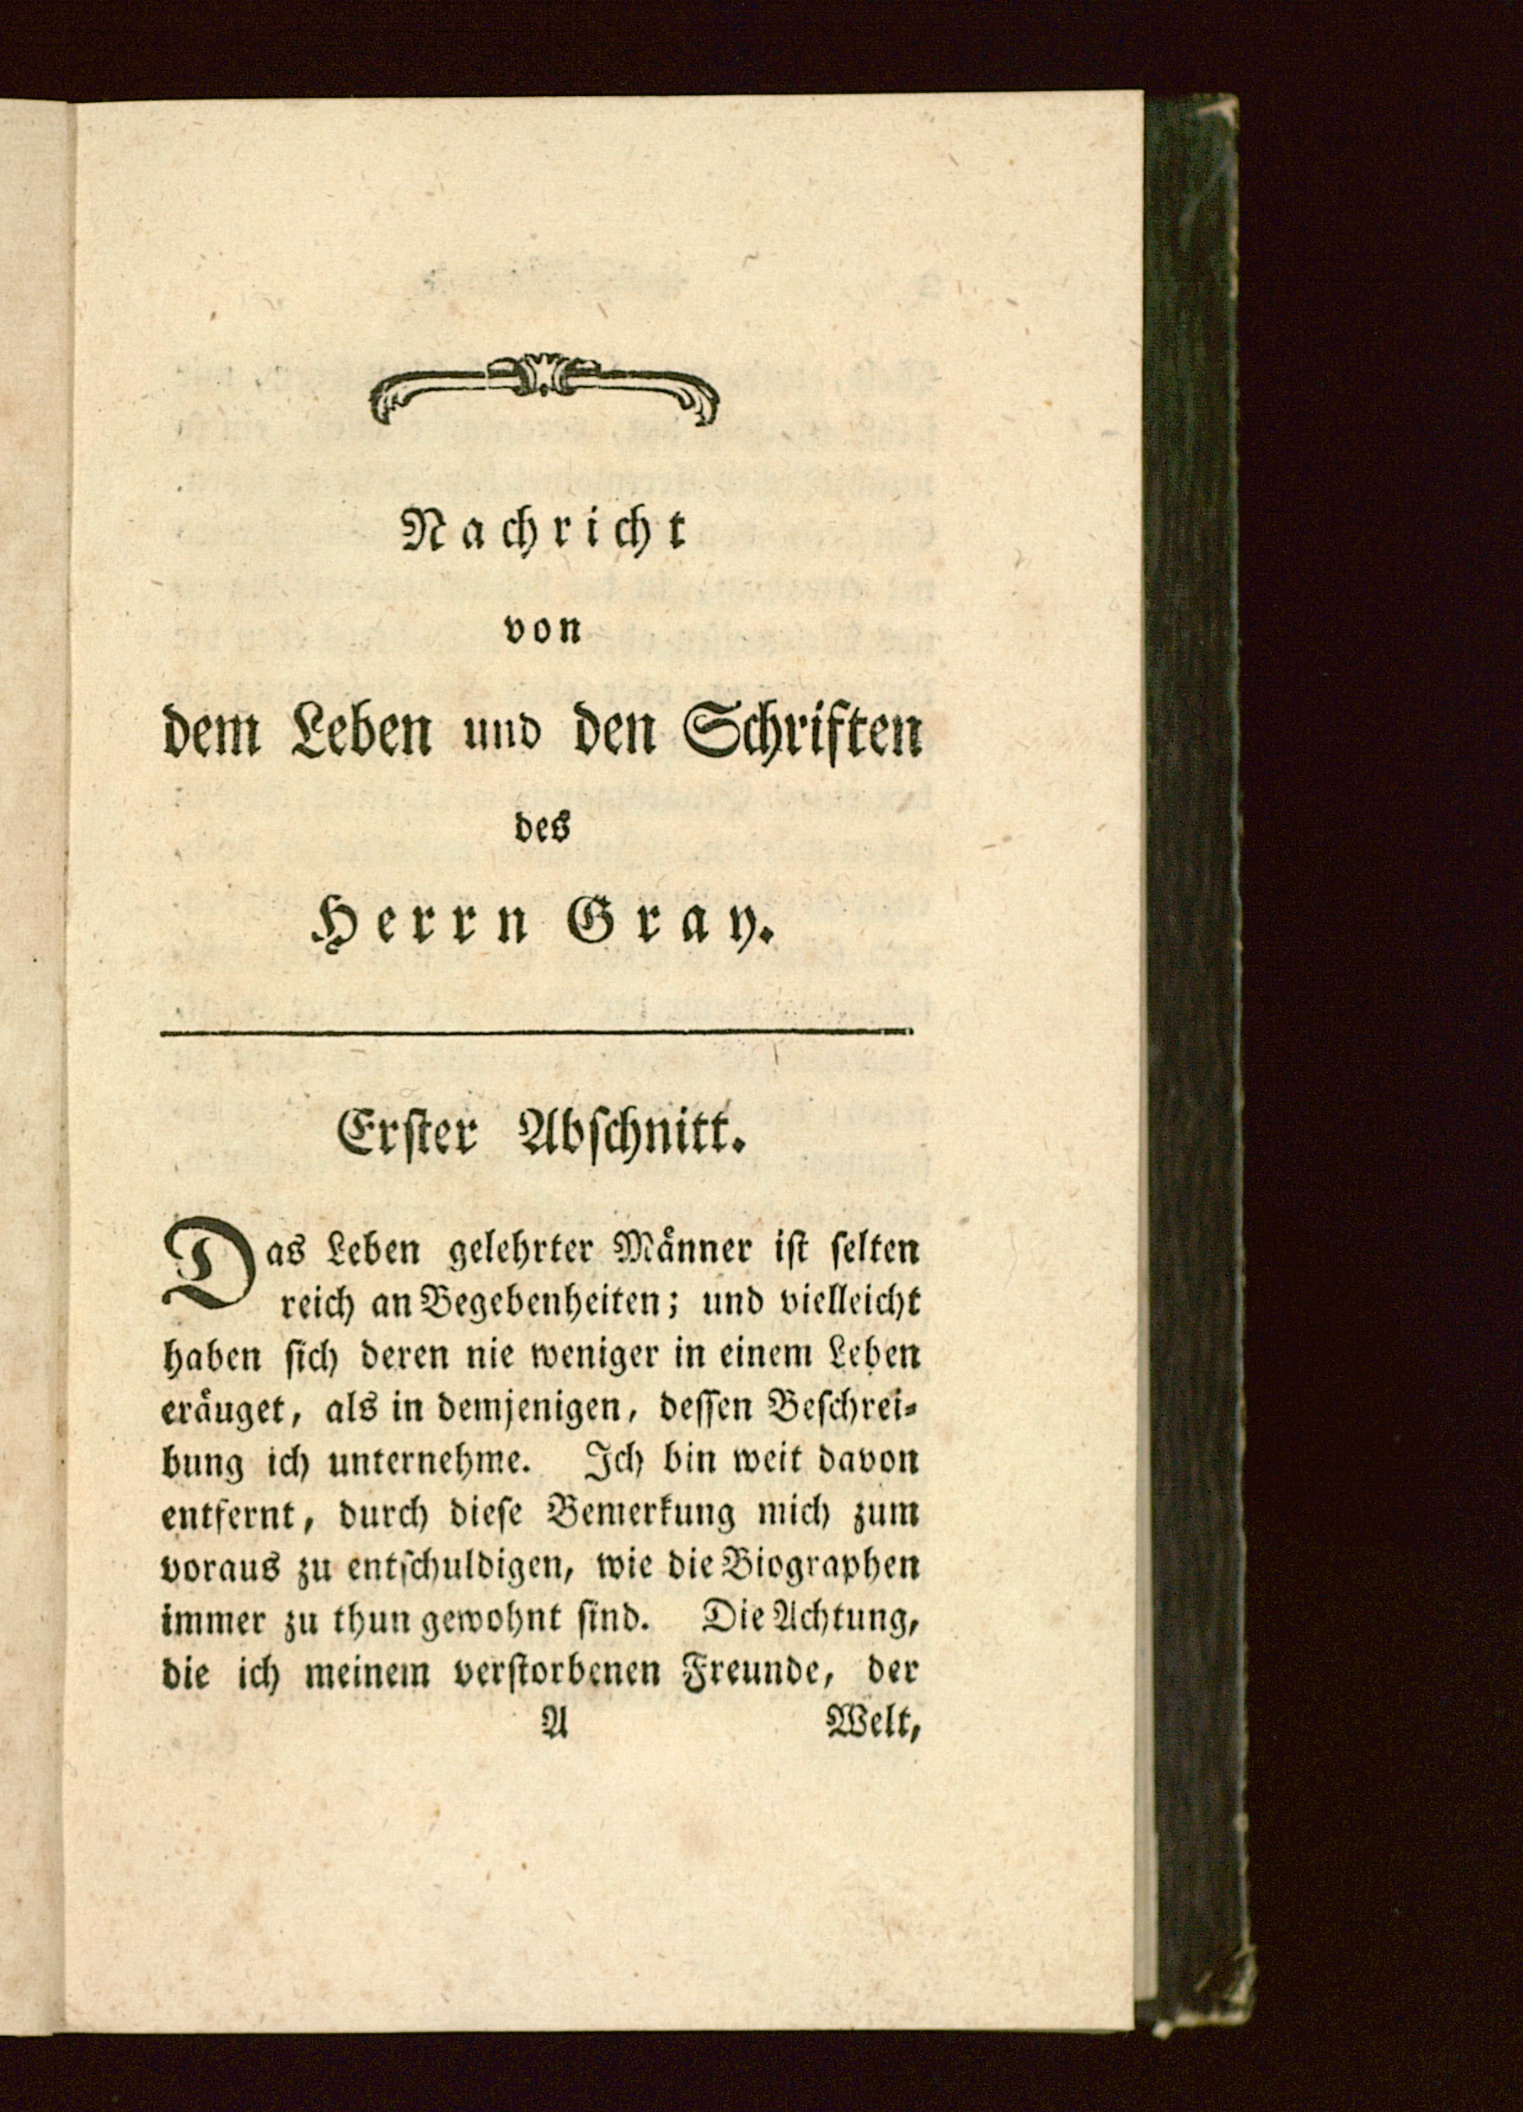 Nachricht
von
dem Leben und den Schriften
des
Herrn Gray.
Erster Abschnitt.
Das Leben gelehrter Männer ist selten
reich an Begebenheiten; und vielleicht
haben sich deren nie weniger in einem Leben
eräuget, als in demjenigen, dessen Beschrei-
bung ich unternehme. Ich bin weit davon
entfernt, durch diese Bemerkung mich zum
voraus zu entschuldigen, wie die Biographen
immer zu thun gewohnt sind. Die Achtung,
die ich meinem verstorbenen Freunde, der
A Welt,